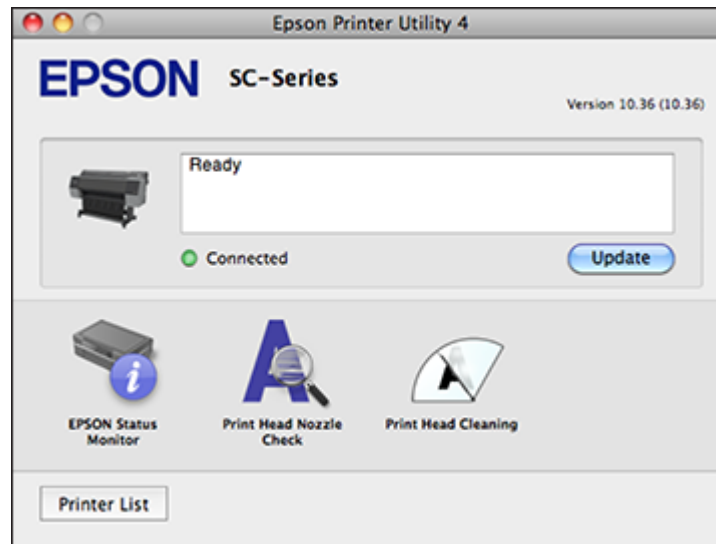 Epson Printer Utility 4
EPSON SC-Series
Version 10.36 (10.36)
Ready
Connected
Update
EPSON Status
Monitor
Print Head Nozzle
Check
Print Head Cleaning
Printer List